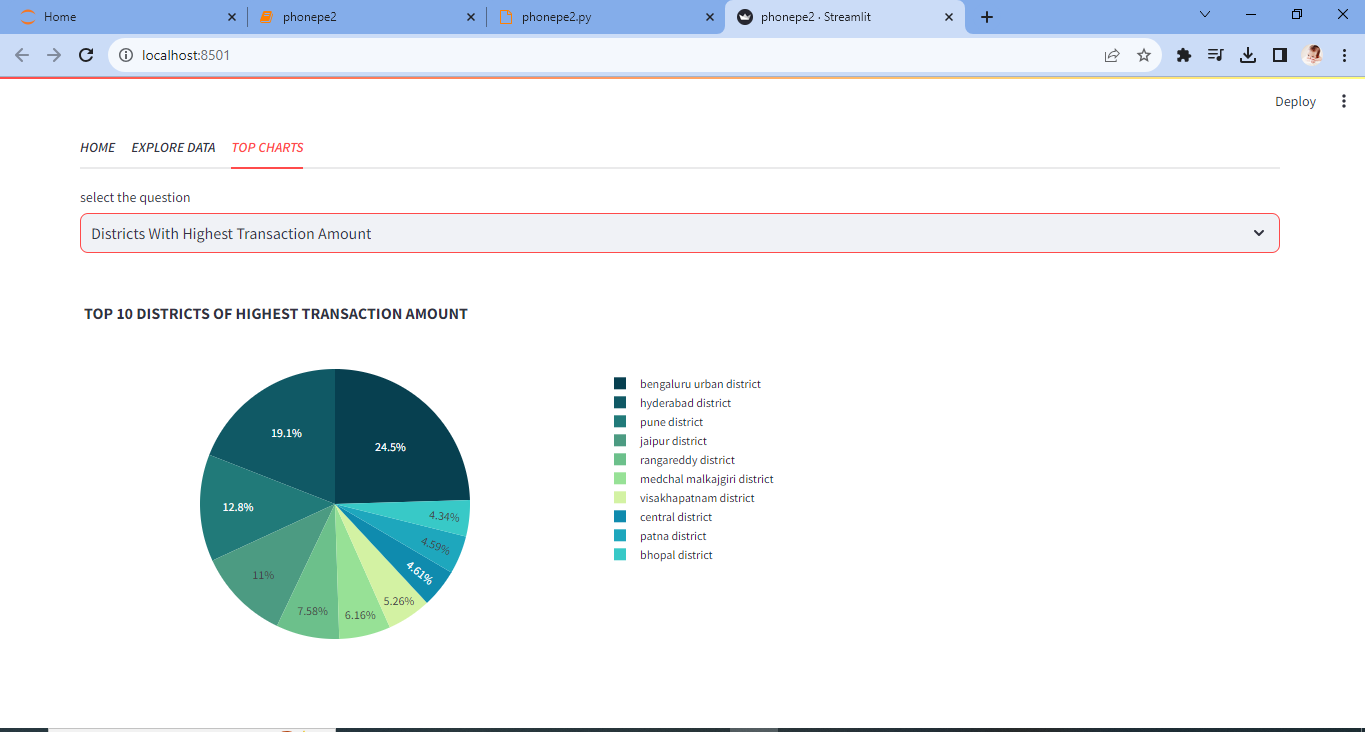 Home
phonepe2
phonepe2.py
phonepe2 · Streamlit
localhost:8501
Deploy
HOME EXPLORE DATA TOP CHARTS
select the question
Districts With Highest Transaction Amount
TOP 10 DISTRICTS OF HIGHEST TRANSACTION AMOUNT
24.5%
19.1%
12.8%
11%
7.58%
6.16%
5.26%
4.61%
4.59%
4.34%
bengaluru urban district
hyderabad district
pune district
jaipur district
rangareddy district
medchal malkajgiri district
visakhapatnam district
central district
patna district
bhopal district